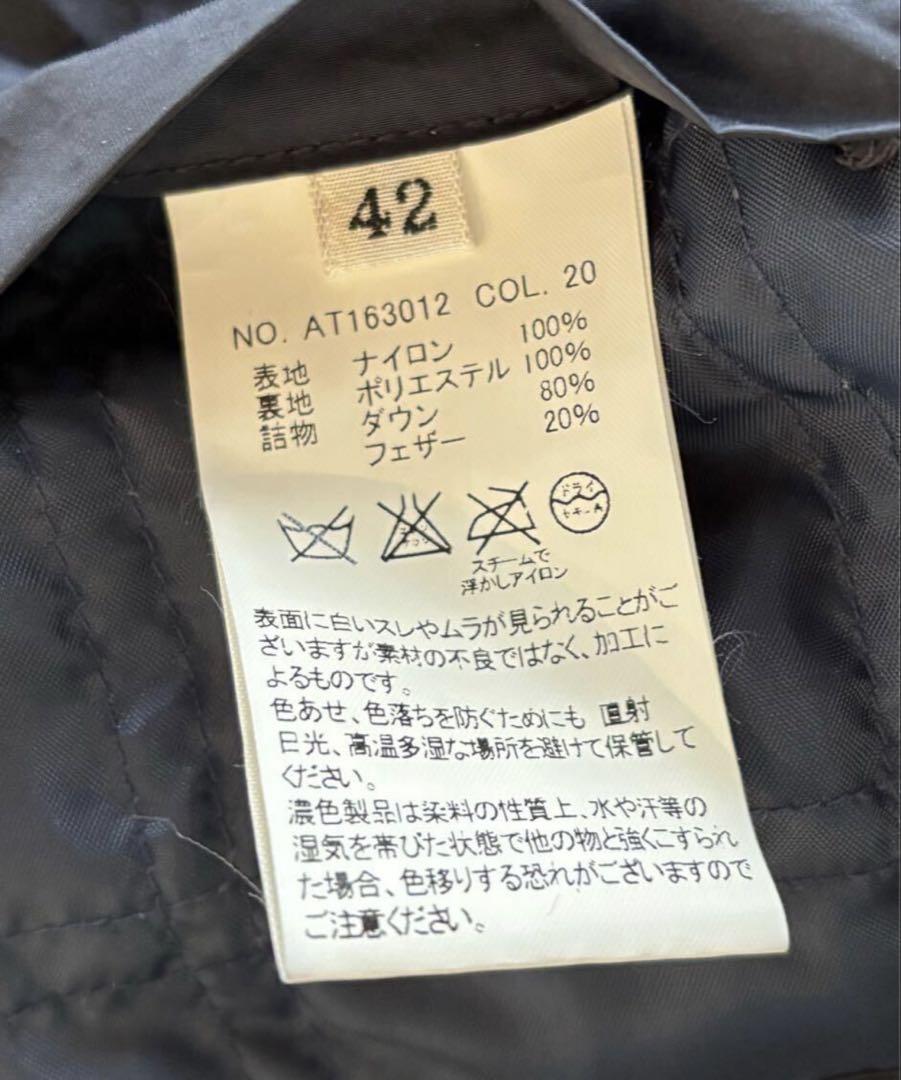 42
NO. AT163012 COL. 20
表地 ナイロン 100%
裏地 ポリエステル 100%
詰物 ダウン 80%
フェザー 20%
ドライ
セキユ系
スチームで
浮かしアイロン
表面に白いスレやムラが見られることがご
ざいますが素材の不良ではなく、加工に
よるものです。
色あせ、色落ちを防ぐためにも 直射
日光、高温多湿な場所を避けて保管して
ください。
濃色製品は染料の性質上、水や汗等の
湿気を帯びた状態で他の物と強くこすられ
た場合、色移りする恐れがございますので
ご注意ください。